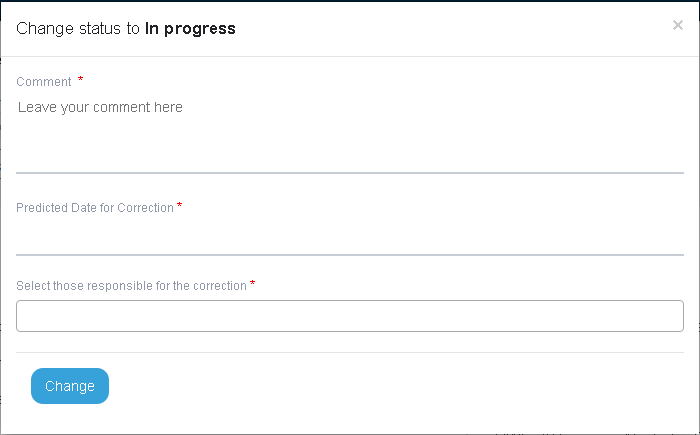 Change status to In progress ×
Comment *
Leave your comment here
Predicted Date for Correction *
Select those responsible for the correction *
Change